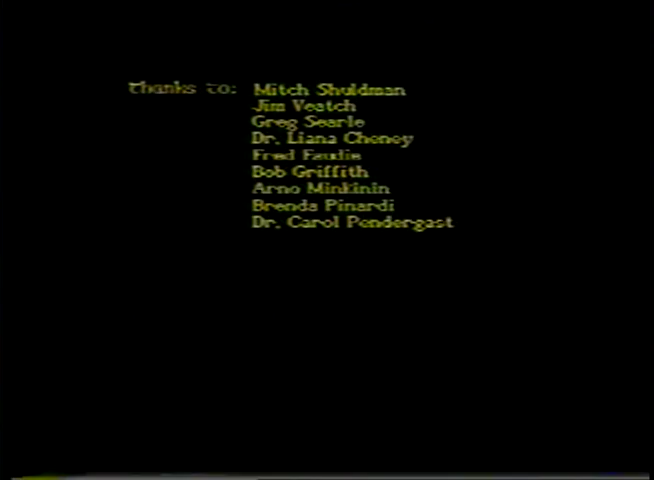 Thanks to: Mitch Shuldman
Jim Veatch
Greg Searle
Dr. Liana Cheney
Fred Faudie
Bob Griffith
Arno Minkinin
Brenda Pinardi
Dr. Carol Pendergast